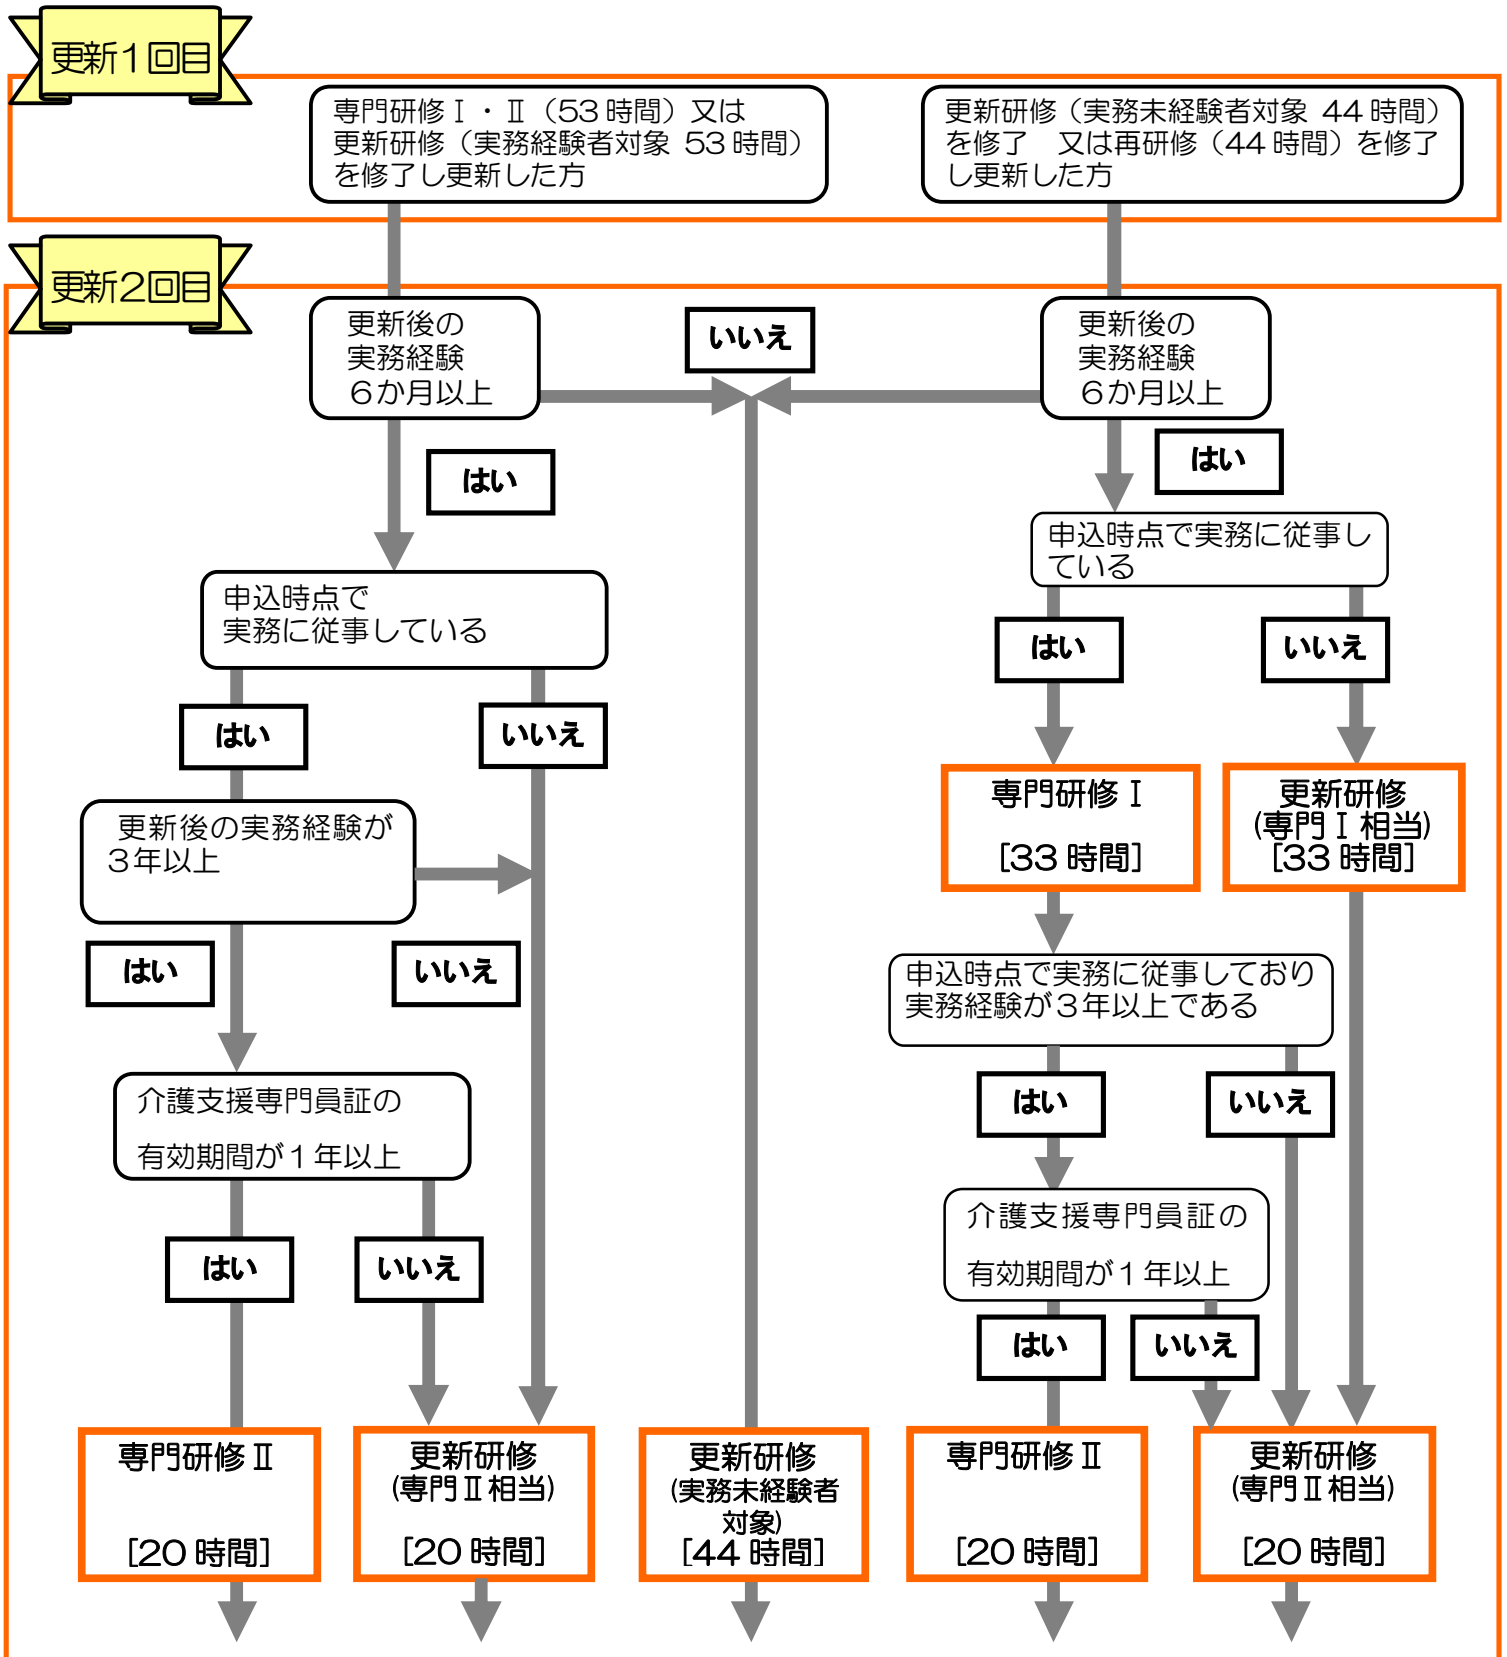 更新１回目
専門研修Ⅰ・Ⅱ（53時間）又は
更新研修（実務経験者対象 53時間）
を修了し更新した方
更新研修（実務未経験者対象 44時間）
を修了　又は再研修（44時間）を修了
し更新した方
更新２回目
更新後の
実務経験
６か月以上
いいえ
更新後の
実務経験
６か月以上
はい
はい
申込時点で
実務に従事している
申込時点で実務に従事し
ている
はい
いいえ
はい
いいえ
更新後の実務経験が
３年以上
専門研修Ⅰ
[33時間]
更新研修
(専門Ⅰ相当)
[33時間]
はい
いいえ
申込時点で実務に従事しており
実務経験が３年以上である
介護支援専門員証の
有効期間が１年以上
はい
いいえ
介護支援専門員証の
有効期間が１年以上
はい
いいえ
はい
いいえ
専門研修Ⅱ
[20時間]
更新研修
(専門Ⅱ相当)
[20時間]
更新研修
(実務未経験者
対象)
[44時間]
専門研修Ⅱ
[20時間]
更新研修
(専門Ⅱ相当)
[20時間]